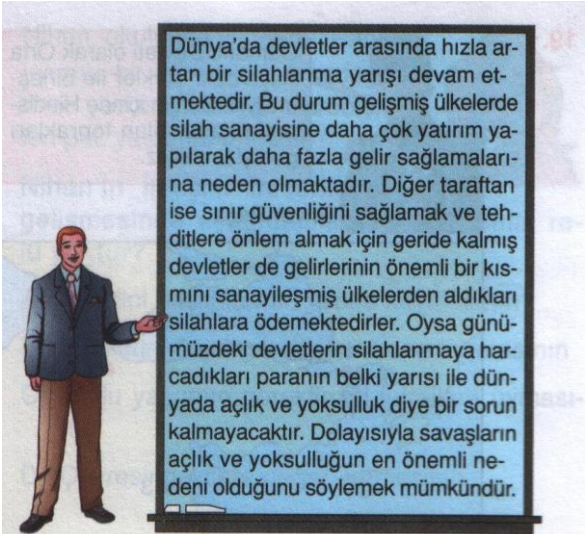 Dünya'da devletler arasında hızla ar-
tan bir silahlanma yarışı devam et-
mektedir. Bu durum gelişmiş ülkelerde
silah sanayisine daha çok yatırım ya-
pılarak daha fazla gelir sağlamaları-
na neden olmaktadır. Diğer taraftan
ise sınır güvenliğini sağlamak ve teh-
ditlere önlem almak için geride kalmış
devletler de gelirlerinin önemli bir kıs-
mını sanayileşmiş ülkelerden aldıkları
silahlara ödemektedirler. Oysa günü-
müzdeki devletlerin silahlanmaya har-
cadıkları paranın belki yarısı ile dün-
yada açlık ve yoksulluk diye bir sorun
kalmayacaktır. Dolayısıyla savaşların
açlık ve yoksulluğun en önemli ne-
deni olduğunu söylemek mümkündür.